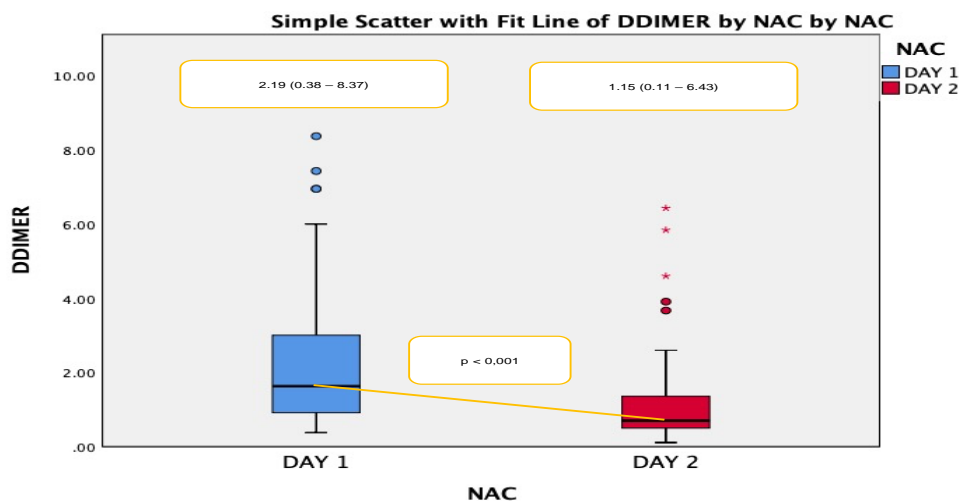 Simple Scatter with Fit Line of DDIMER by NAC by NAC
NAC
DAY 1
DAY 2
10.00
8.00
6.00
4.00
2.00
.00
DDIMER
2.19 (0.38 – 8.37)
1.15 (0.11 – 6.43)
p < 0,001
DAY 1
DAY 2
NAC